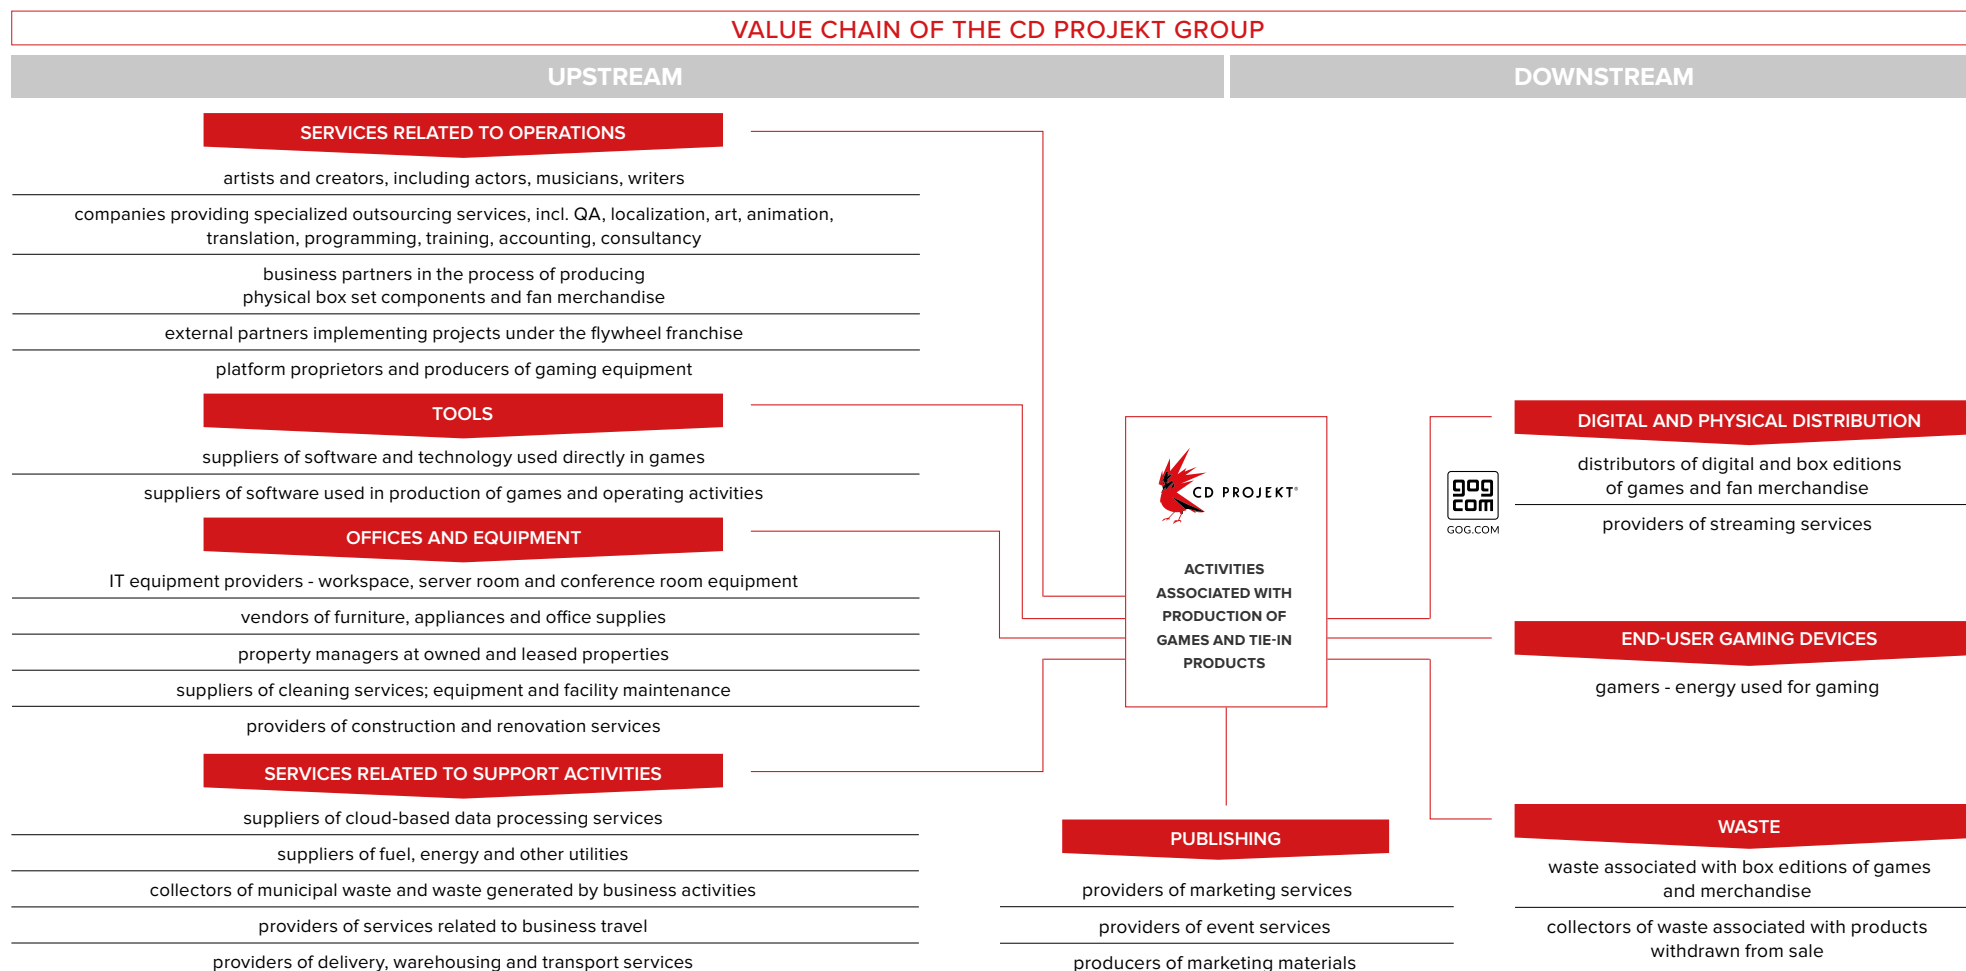 VALUE CHAIN OF THE CD PROJEKT GROUP
UPSTREAM
DOWNSTREAM
SERVICES RELATED TO OPERATIONS
artists and creators, including actors, musicians, writers
companies providing specialized outsourcing services, incl. QA, localization, art, animation,
translation, programming, training, accounting, consultancy
business partners in the process of producing
physical box set components and fan merchandise
external partners implementing projects under the flywheel franchise
platform proprietors and producers of gaming equipment
TOOLS
suppliers of software and technology used directly in games
suppliers of software used in production of games and operating activities
OFFICES AND EQUIPMENT
IT equipment providers - workspace, server room and conference room equipment
vendors of furniture, appliances and office supplies
property managers at owned and leased properties
suppliers of cleaning services; equipment and facility maintenance
providers of construction and renovation services
SERVICES RELATED TO SUPPORT ACTIVITIES
suppliers of cloud-based data processing services
suppliers of fuel, energy and other utilities
collectors of municipal waste and waste generated by business activities
providers of services related to business travel
providers of delivery, warehousing and transport services
CD PROJEKT®
ACTIVITIES
ASSOCIATED WITH
PRODUCTION OF
GAMES AND TIE-IN
PRODUCTS
PUBLISHING
providers of marketing services
providers of event services
producers of marketing materials
gog
com
GOG.COM
DIGITAL AND PHYSICAL DISTRIBUTION
distributors of digital and box editions
of games and fan merchandise
providers of streaming services
END-USER GAMING DEVICES
gamers - energy used for gaming
WASTE
waste associated with box editions of games
and merchandise
collectors of waste associated with products
withdrawn from sale